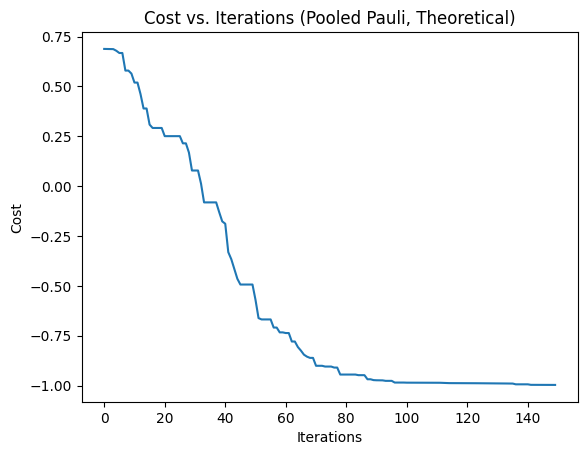 Cost vs. Iterations (Pooled Pauli, Theoretical)
0.75
0.50
0.25
0.00
−0.25
−0.50
−0.75
−1.00
Cost
0 20 40 60 80 100 120 140
Iterations